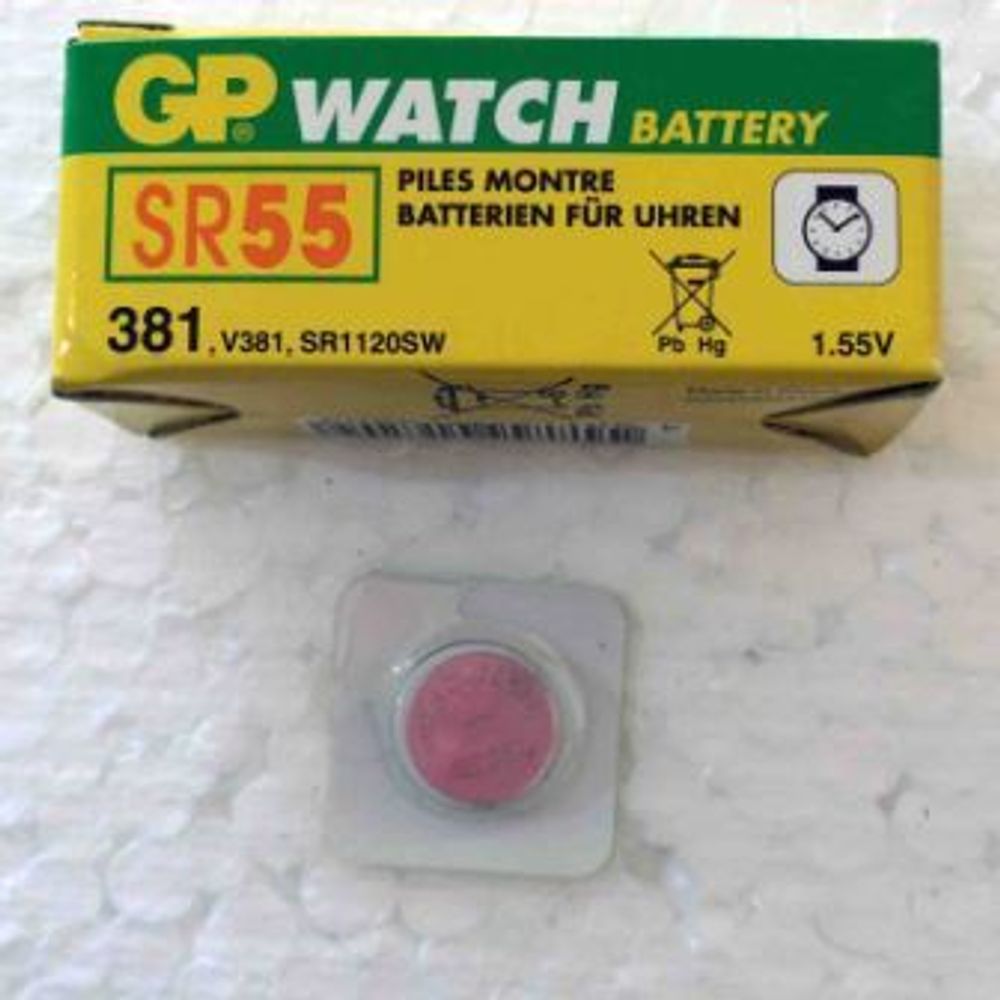 GP® WATCH BATTERY
SR55
PILES MONTRE
BATTERIEN FÜR UHREN
381, V381, SR1120SW
Pb Hg
1.55V